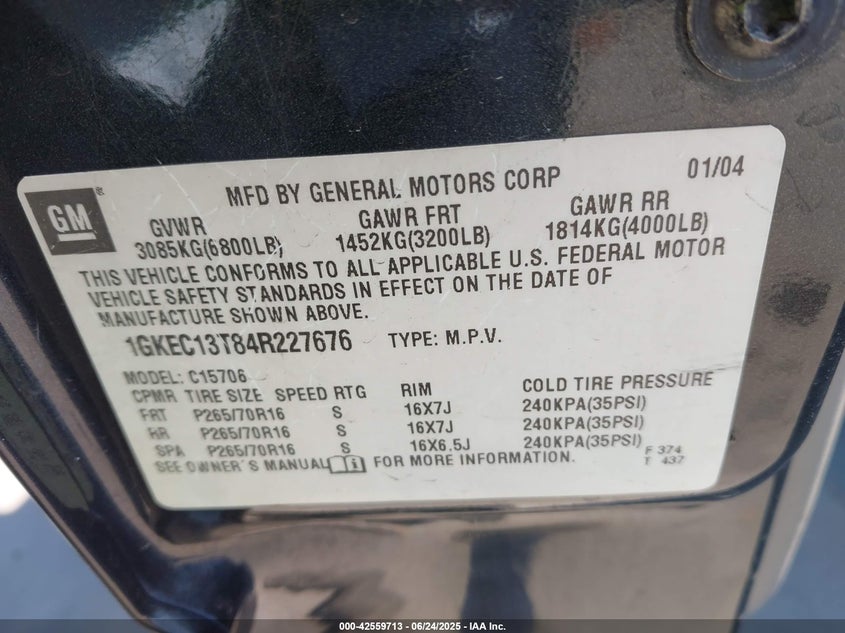 01/04
MFD BY GENERAL MOTORS CORP
GM ®
GVWR GAWR FRT GAWR RR
3085KG(6800LB) 1452KG(3200LB) 1814KG(4000LB)
THIS VEHICLE CONFORMS TO ALL APPLICABLE U.S. FEDERAL MOTOR
VEHICLE SAFETY STANDARDS IN EFFECT ON THE DATE OF
MANUFACTURE SHOWN ABOVE.
1GKEC13T84R227676 TYPE: M.P.V.
MODEL: C15706
CPMR TIRE SIZE SPEED RTG RIM COLD TIRE PRESSURE
FRT P265/70R16 S 16X7J 240KPA(35PSI)
RR P265/70R16 S 16X7J 240KPA(35PSI)
SPA P265/70R16 S 16X6.5J 240KPA(35PSI)
SEE OWNER'S MANUAL i FOR MORE INFORMATION.
F 374
T 437
000-42559713 - 06/24/2025 - IAA Inc.